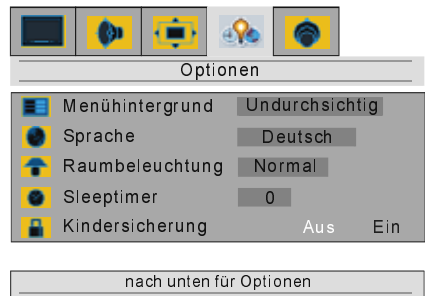 Optionen
Menühintergrund Undurchsichtig
Sprache Deutsch
Raumbeleuchtung Normal
Sleeptimer 0
Kindersicherung Aus Ein
nach unten für Optionen